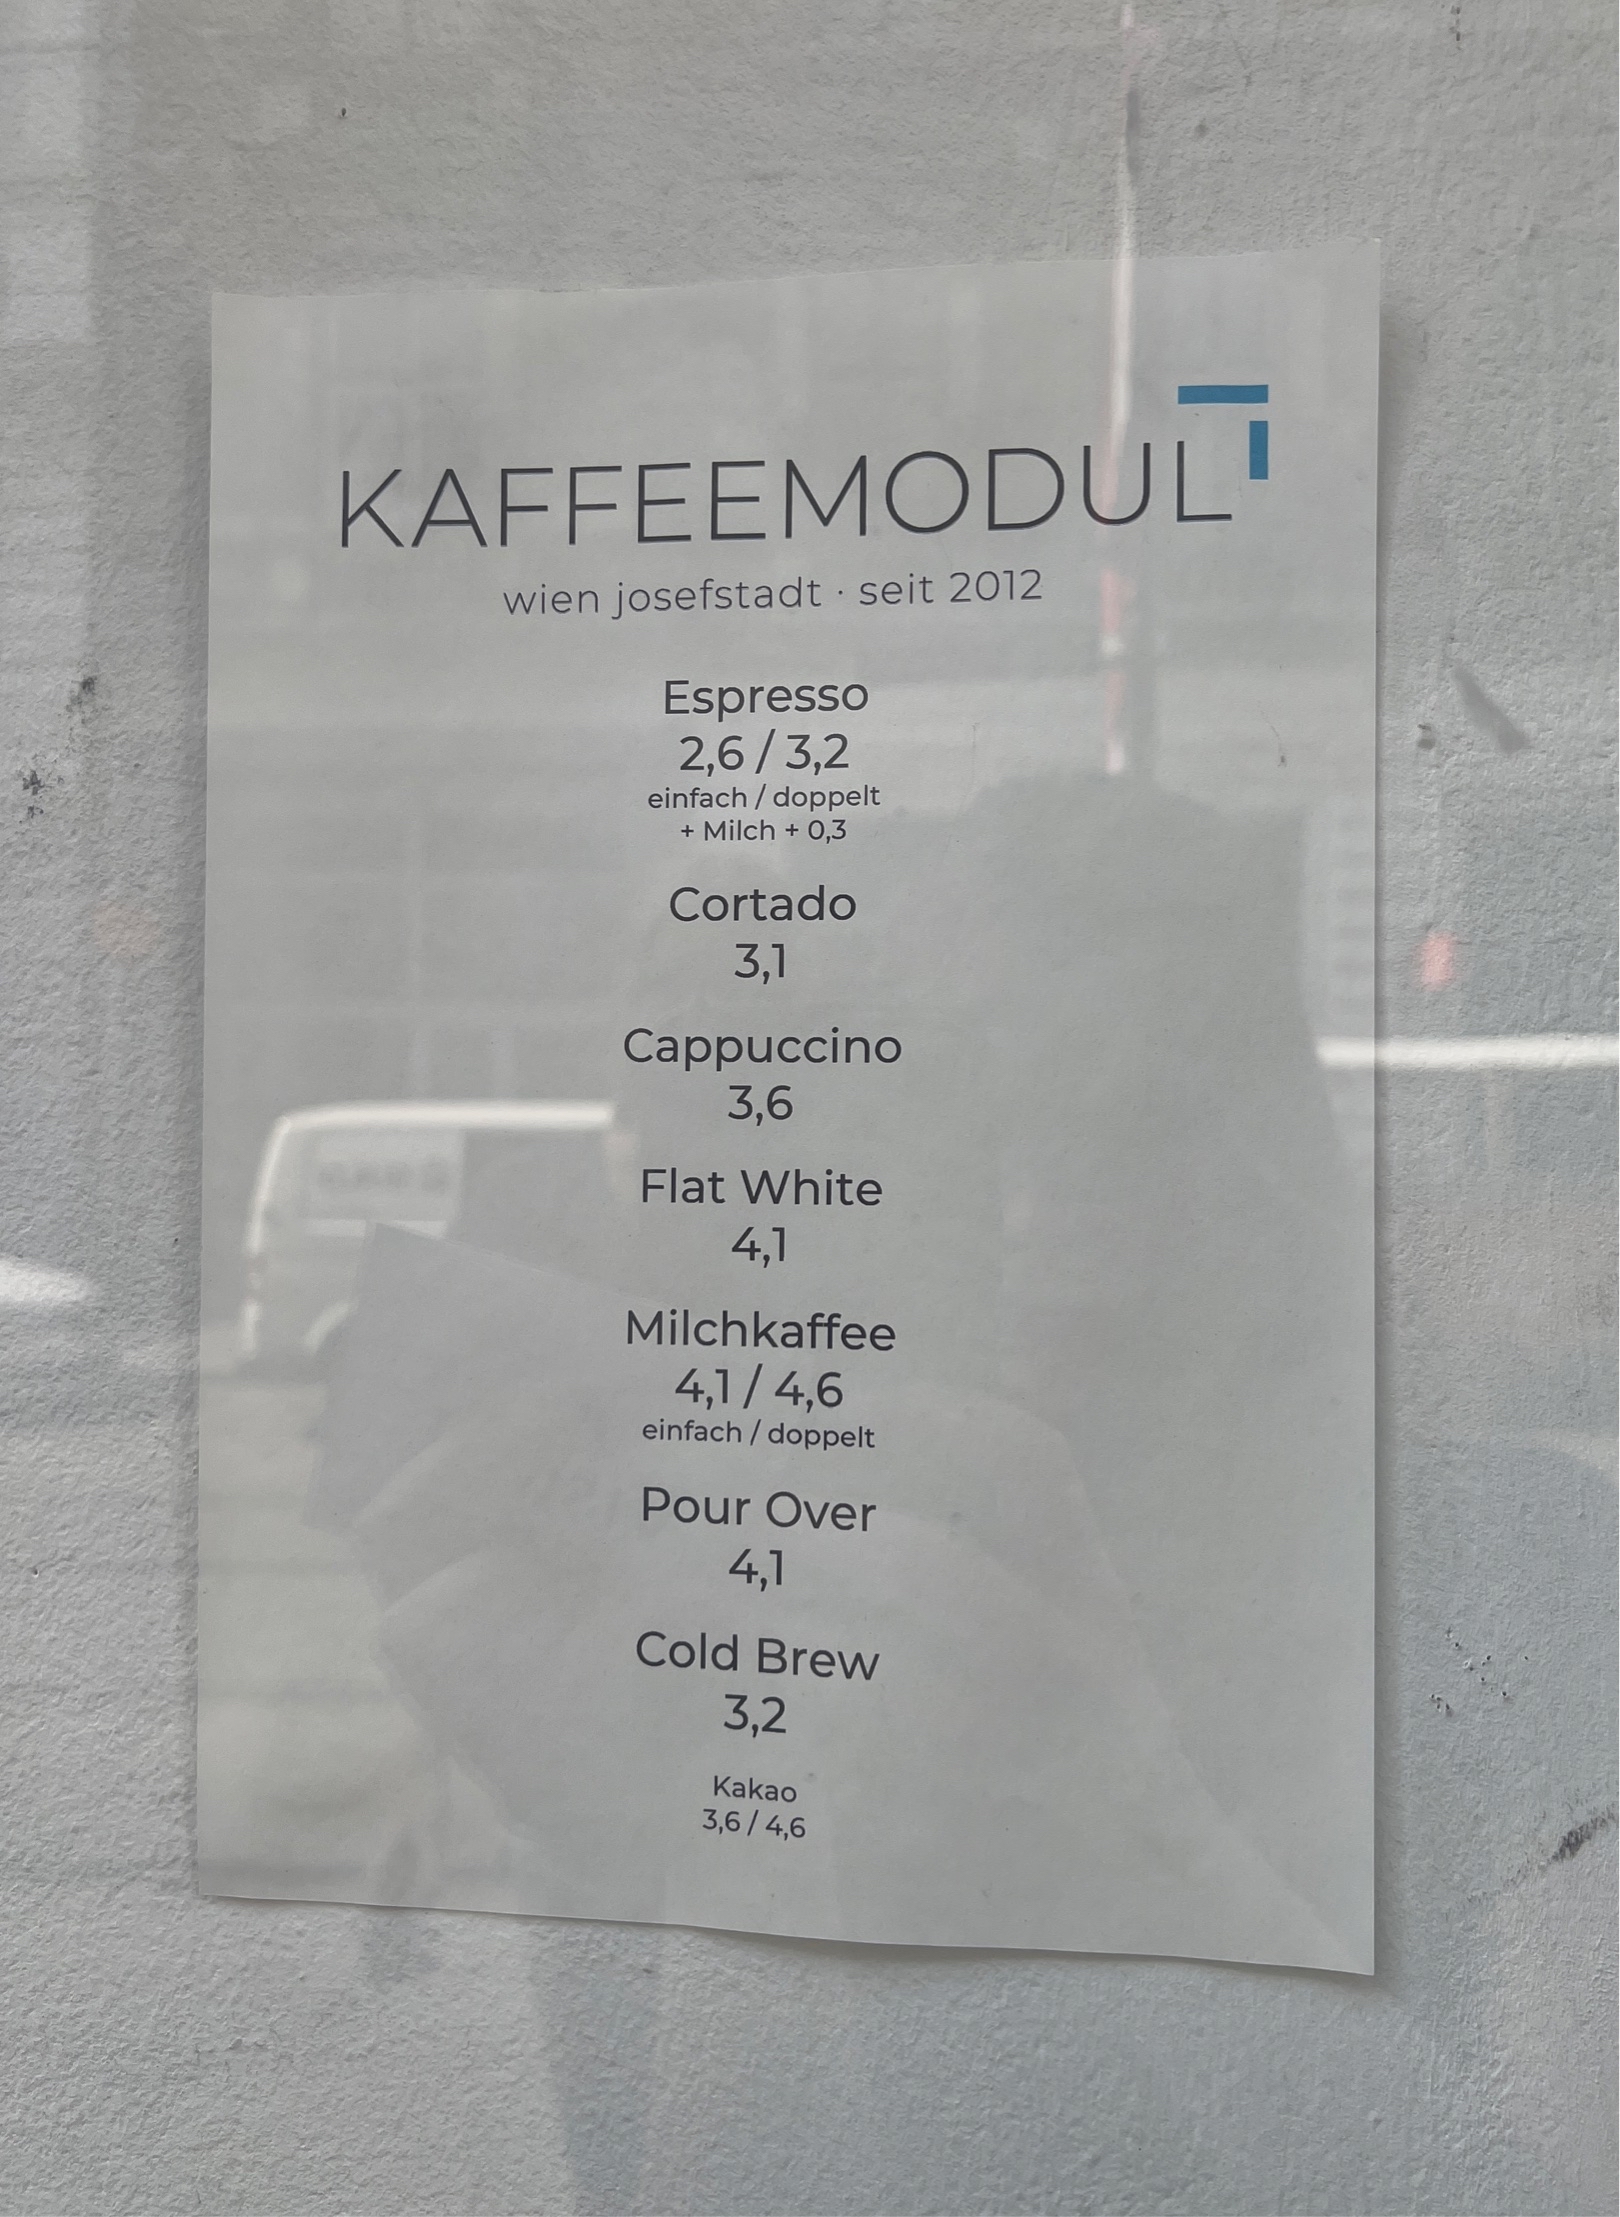 KAFFEEMODUL
wien josefstadt · seit 2012
Espresso
2,6 / 3,2
einfach / doppelt
+ Milch + 0,3
Cortado
3,1
Cappuccino
3,6
Flat White
4,1
Milchkaffee
4,1 / 4,6
einfach / doppelt
Pour Over
4,1
Cold Brew
3,2
Kakao
3,6 / 4,6